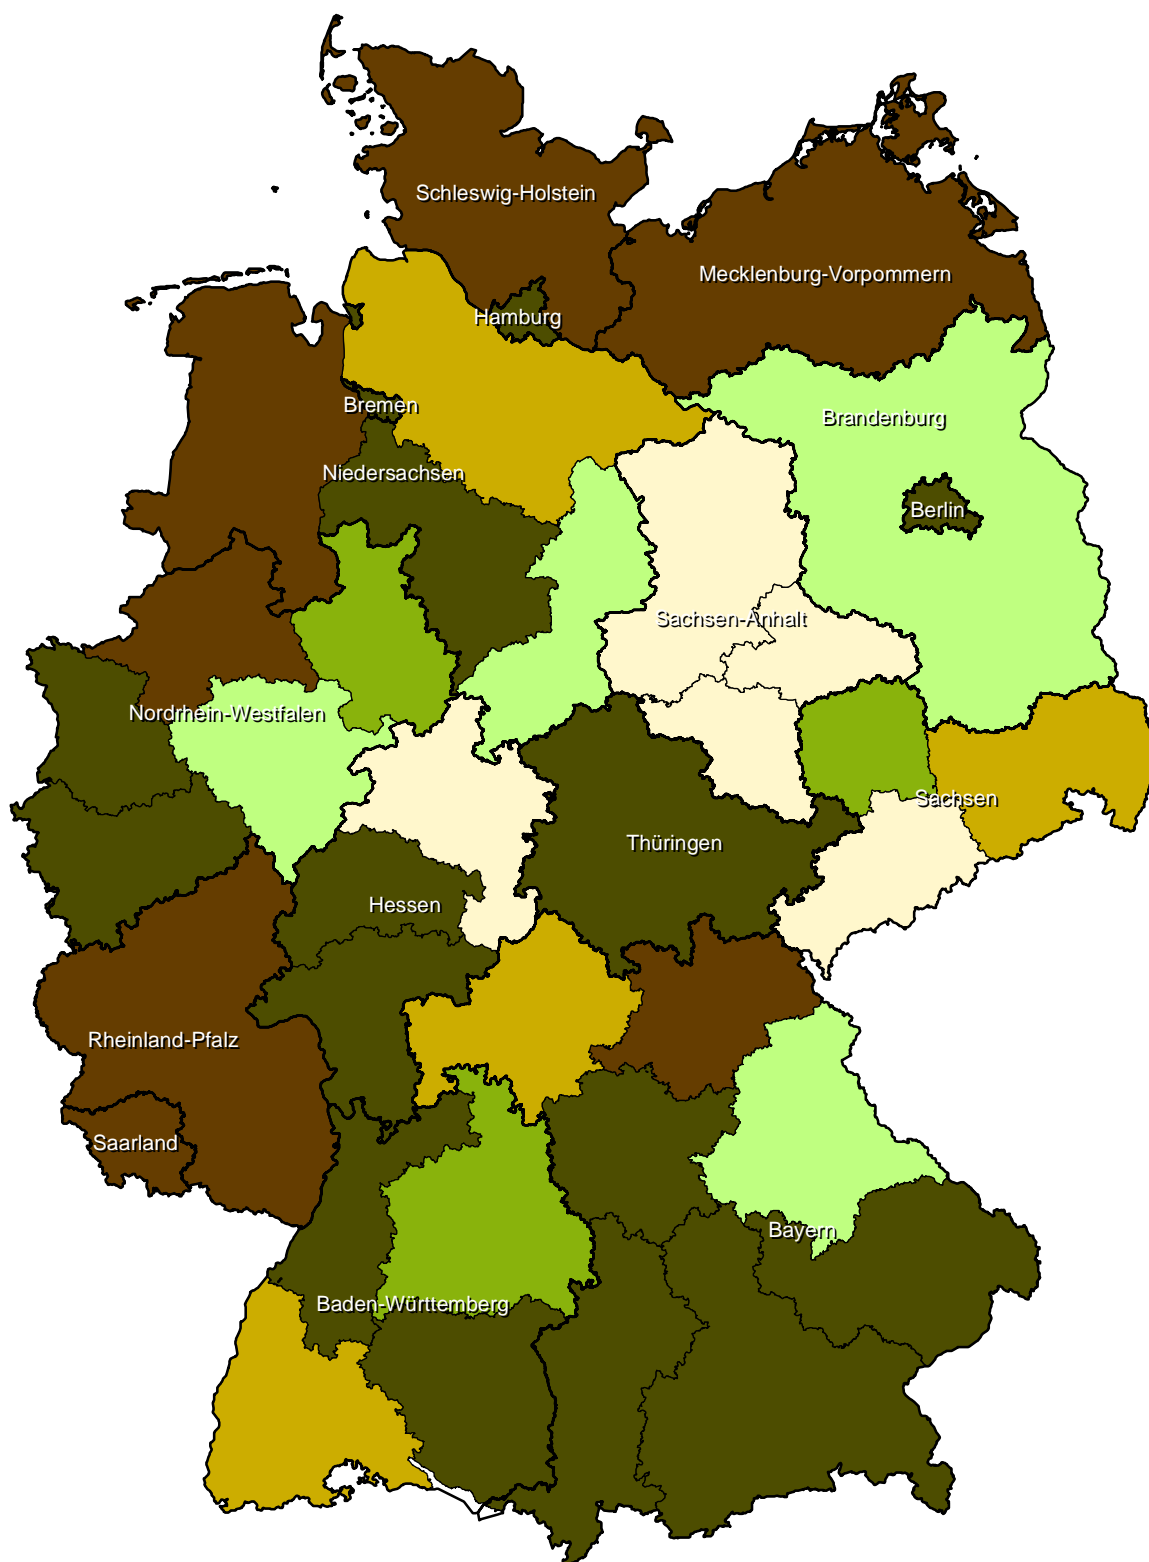 Schleswig-Holstein
Mecklenburg-Vorpommern
Hamburg
Bremen
Brandenburg
Niedersachsen
Berlin
Sachsen-Anhalt
Nordrhein-Westfalen
Sachsen
Thüringen
Hessen
Rheinland-Pfalz
Saarland
Bayern
Baden-Württemberg